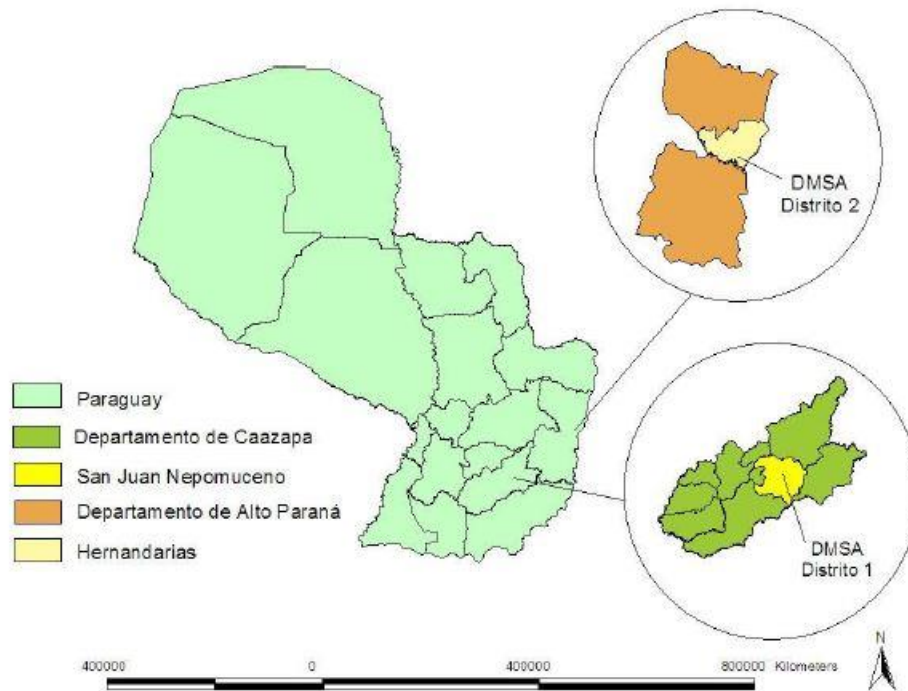 DMSA
Distrito 2
Paraguay
Departamento de Caazapa
San Juan Nepomuceno
Departamento de Alto Paraná
Hernandarias
DMSA
Distrito 1
400000 0 400000 800000 Kilometers
N